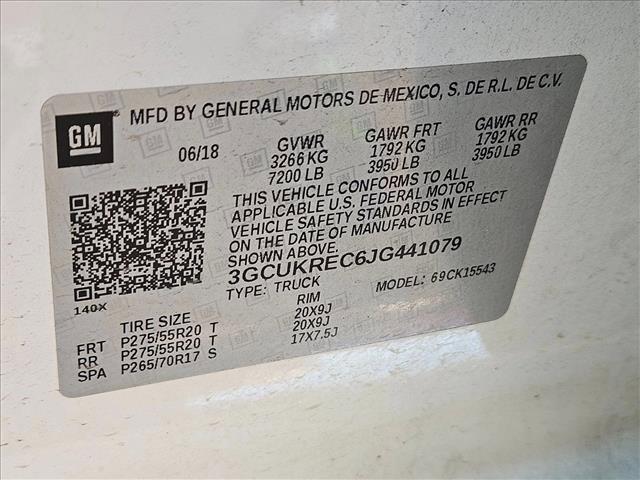 MFD BY GENERAL MOTORS DE MEXICO, S. DE R.L. DE C.V.
GM
06/18 GVWR GAWR FRT GAWR RR
3266 KG 1792 KG 1792 KG
7200 LB 3950 LB 3950 LB
THIS VEHICLE CONFORMS TO ALL
APPLICABLE U.S. FEDERAL MOTOR
VEHICLE SAFETY STANDARDS IN EFFECT
ON THE DATE OF MANUFACTURE
SHOWN ABOVE.
3GCUKREC6JG441079
TYPE: TRUCK MODEL: 69CK15543
140X
TIRE SIZE RIM
FRT P275/55R20 T 20X9J
RR P275/55R20 T 20X9J
SPA P265/70R17 S 17X7.5J